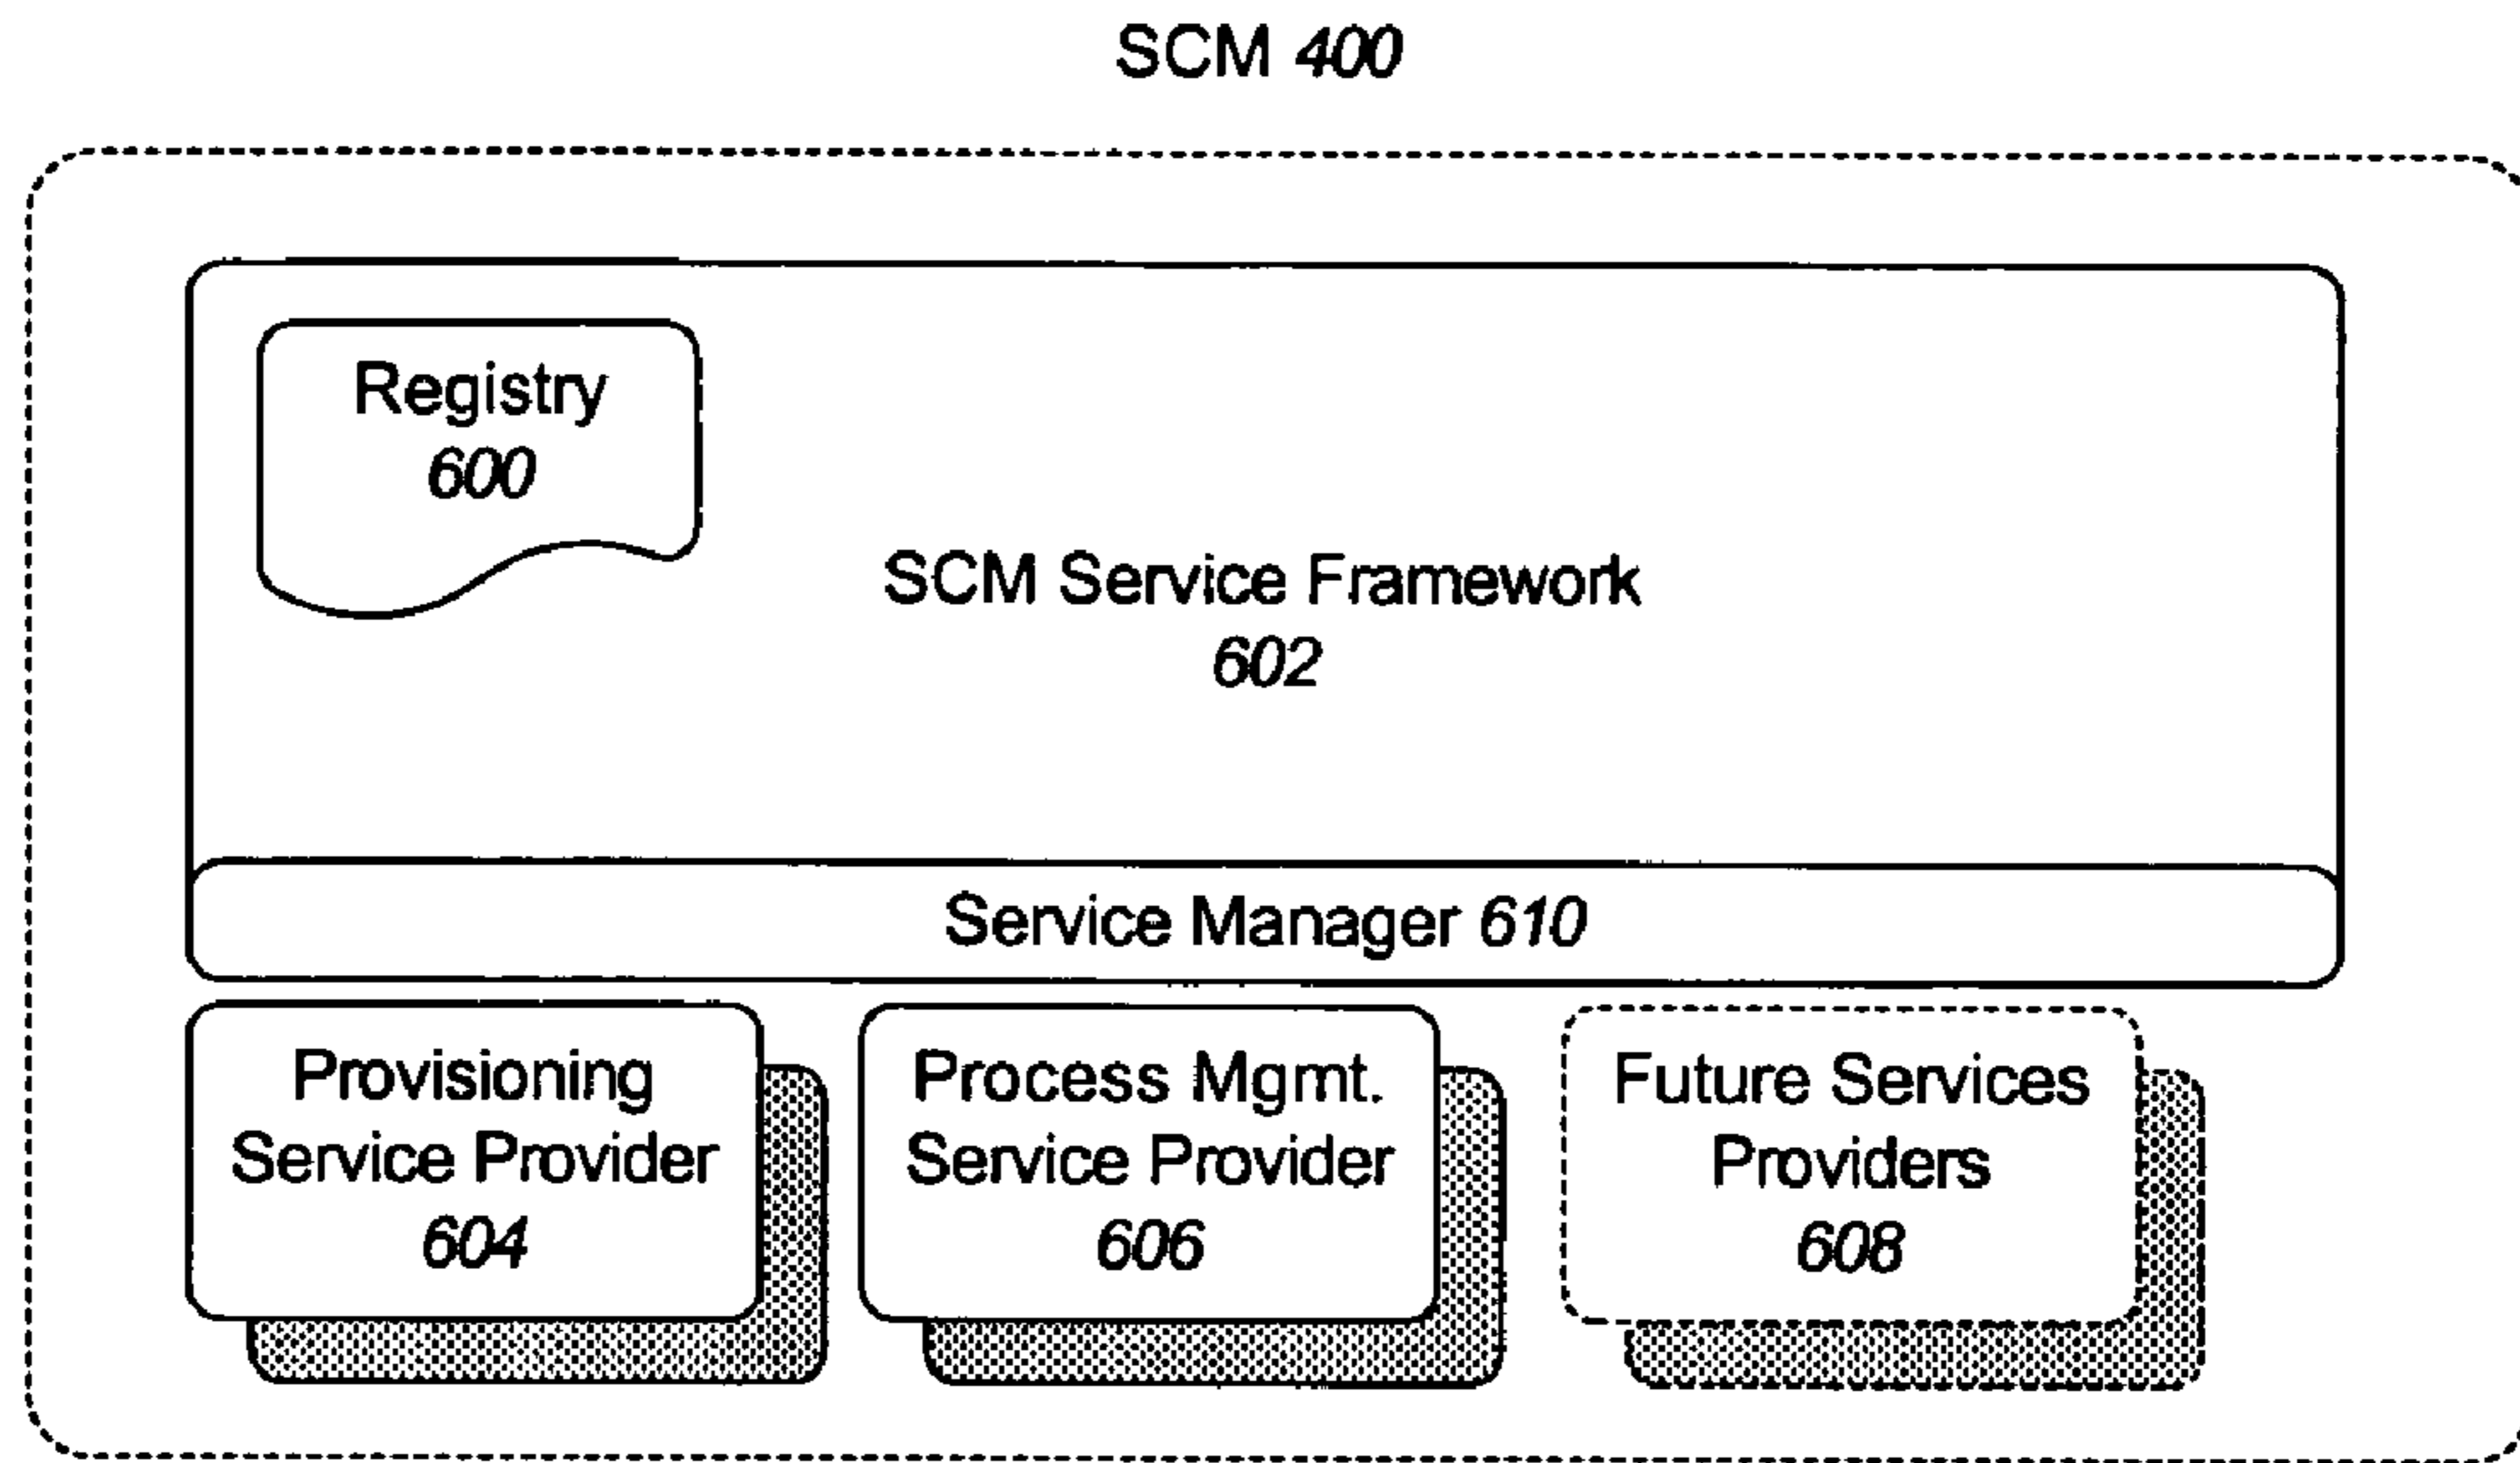 SCM 400
Registry
600
SCM Service Framework
602
Service Manager 610
Provisioning
Service Provider
604
Process Mgmt.
Service Provider
606
Future Services
Providers
608